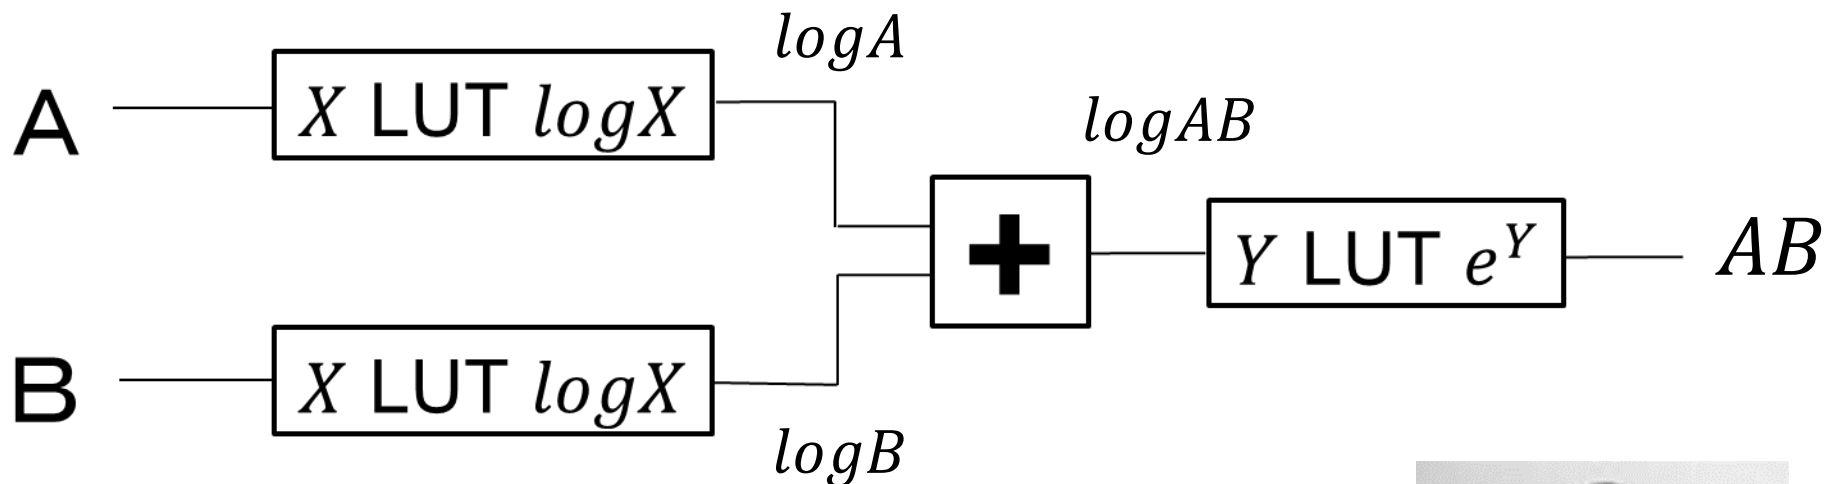 logA
A X LUT logX
logAB
+
Y LUT e^Y AB
B X LUT logX
logB